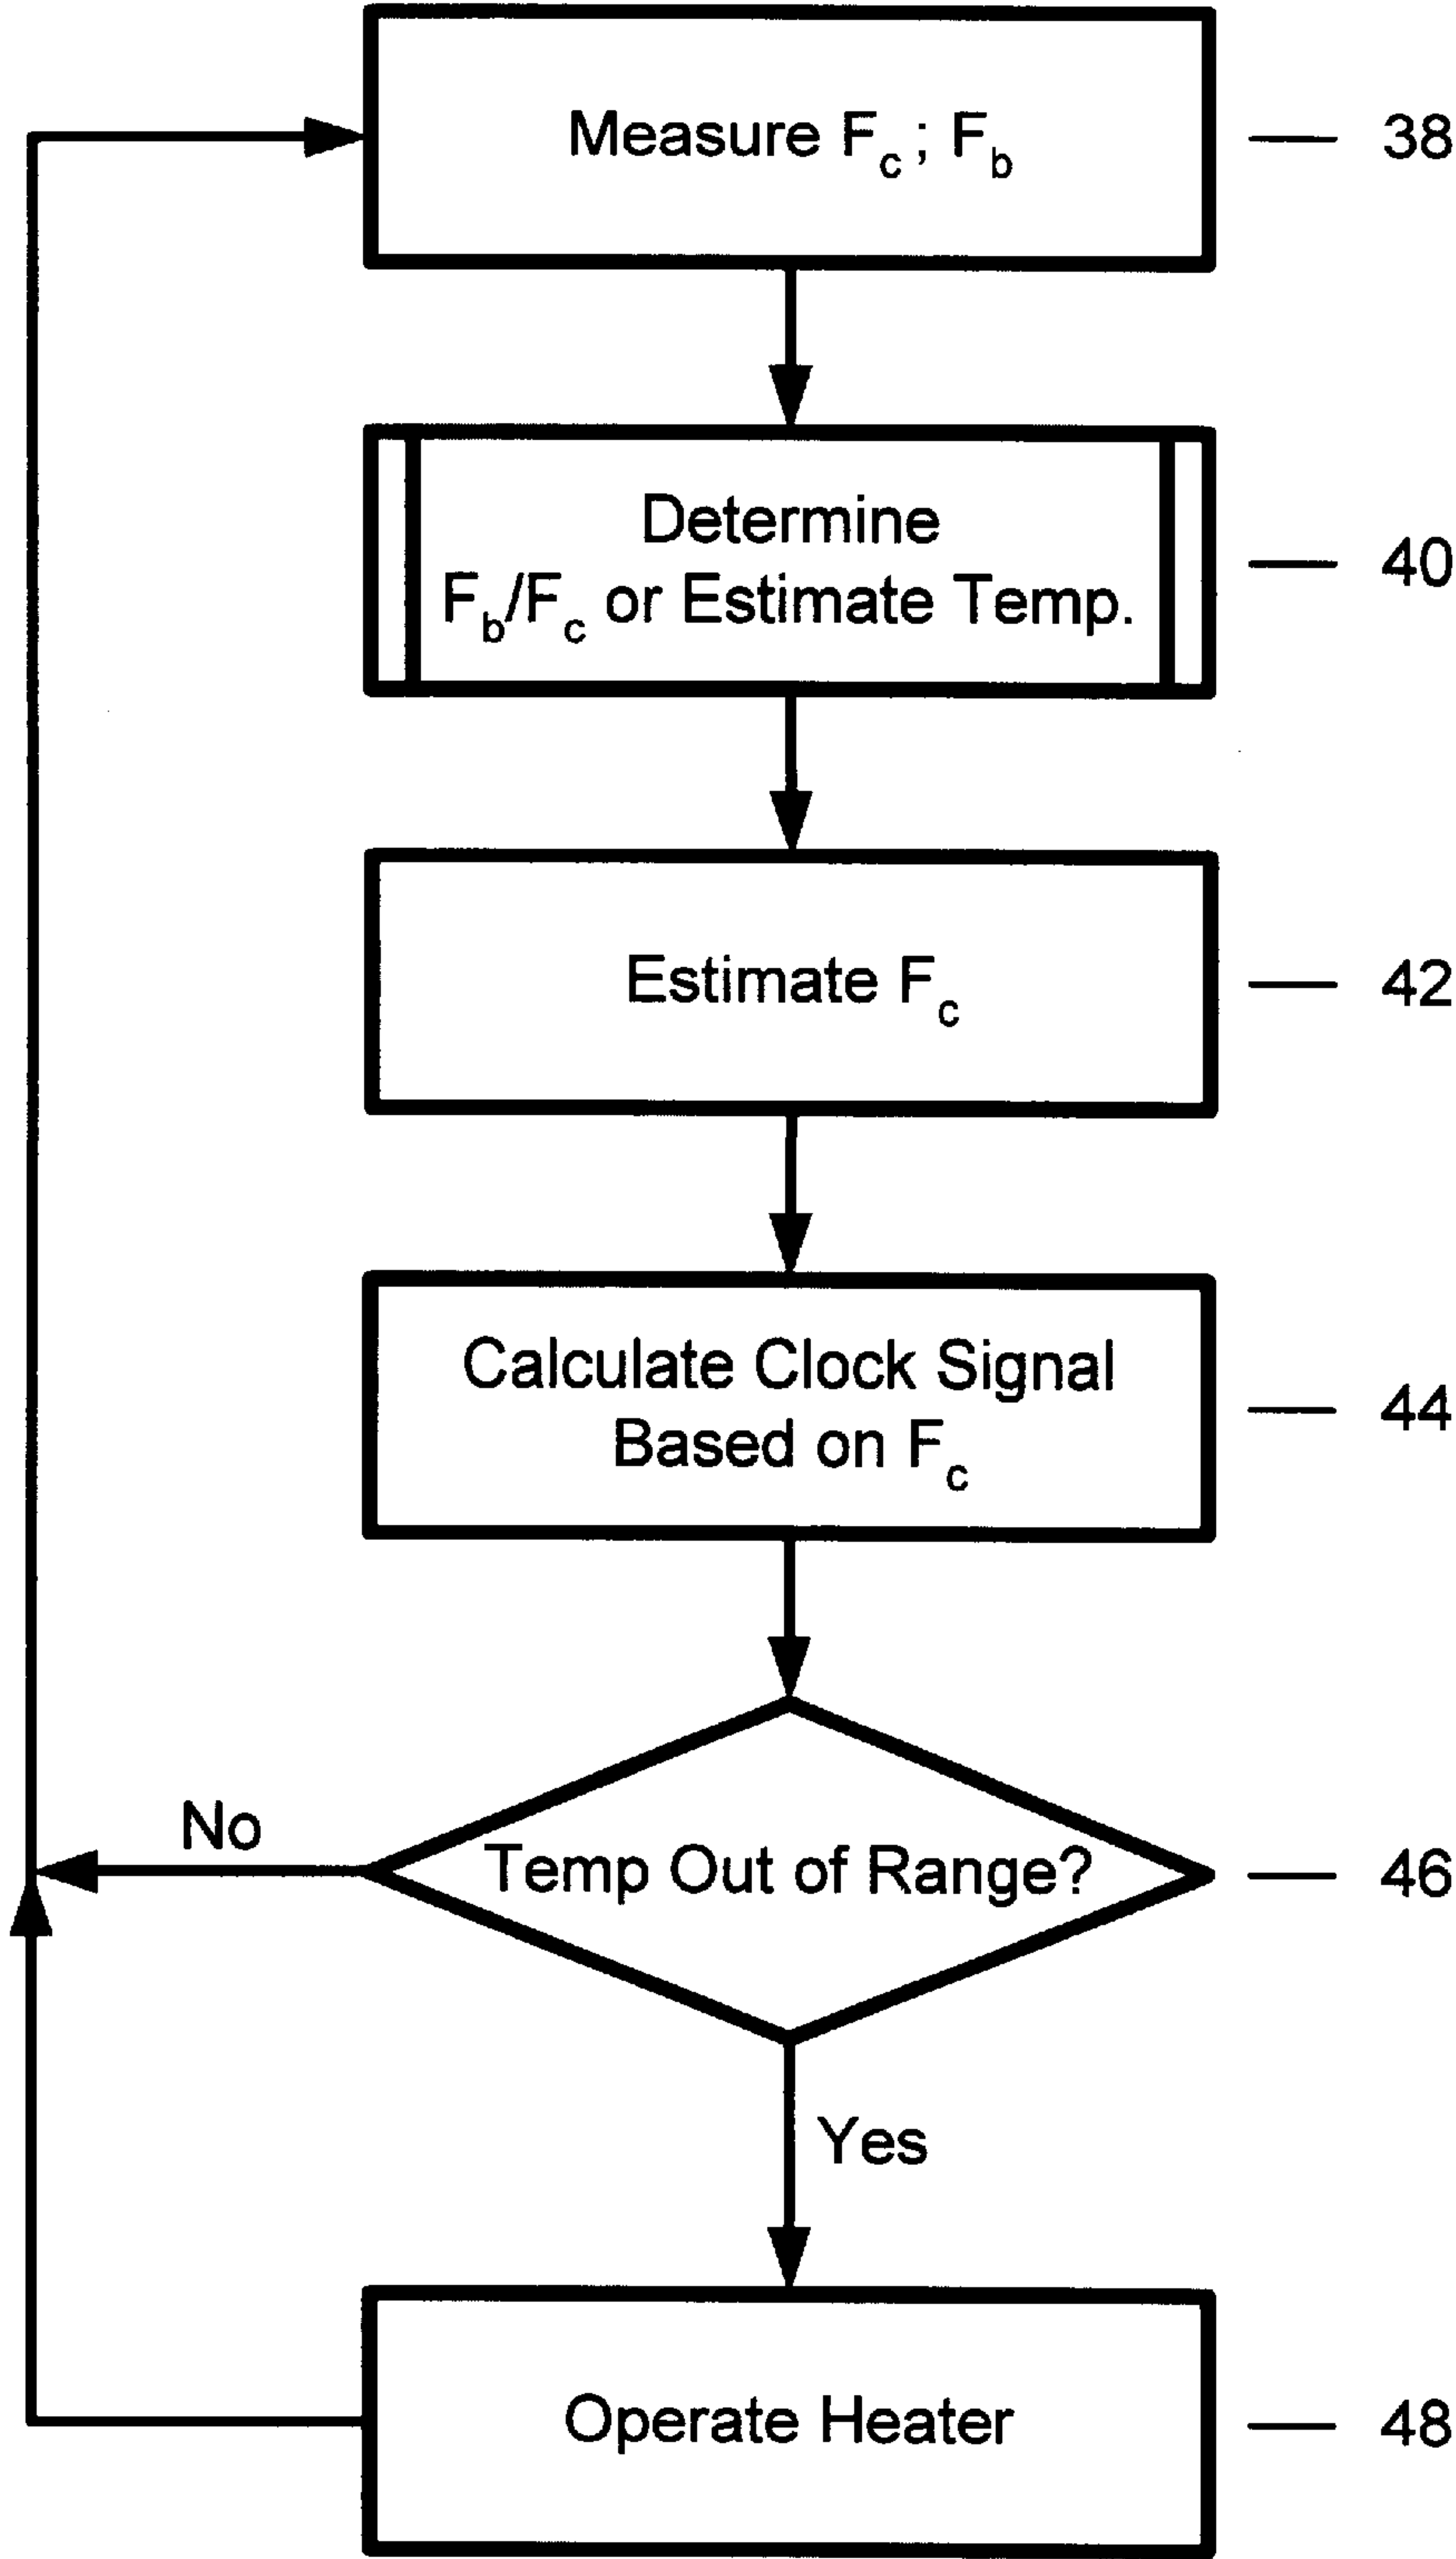 Measure Fc ; Fb
38
Determine
Fb/Fc or Estimate Temp.
40
Estimate Fc
42
Calculate Clock Signal
Based on Fc
44
No
Temp Out of Range?
46
Yes
Operate Heater
48